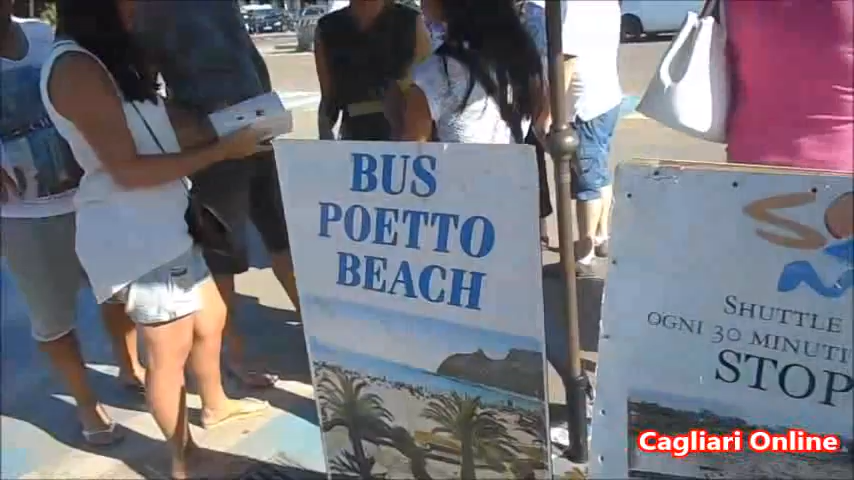 BUS
POETTO
BEACH
SHUTTLE
OGNI 30 MINUTI
STOP
Cagliari Online